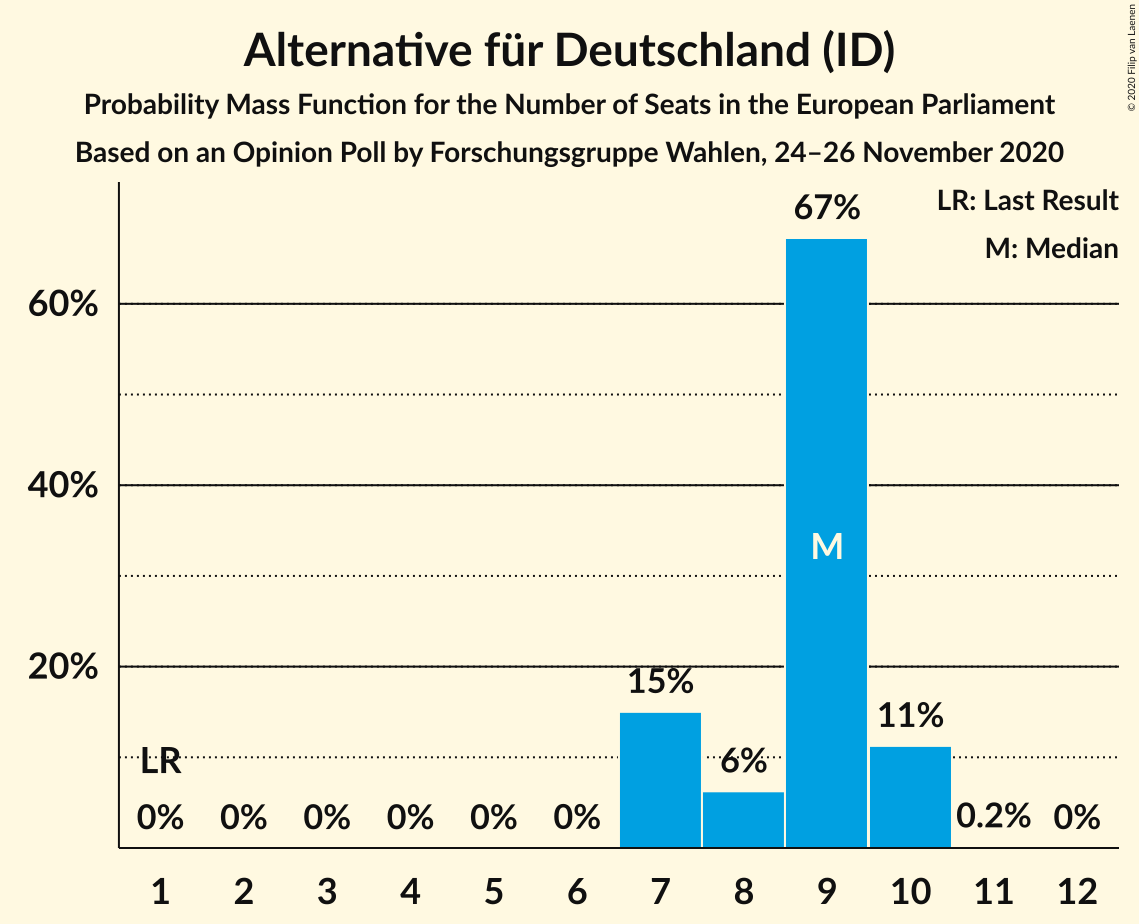 Alternative für Deutschland (ID)
Probability Mass Function for the Number of Seats in the European Parliament
Based on an Opinion Poll by Forschungsgruppe Wahlen, 24–26 November 2020
© 2020 Filip van Laenen
LR: Last Result
M: Median
67%
60%
40%
M
20%
15%
11%
LR
6%
0% 0% 0% 0% 0% 0% 0.2% 0%
1 2 3 4 5 6 7 8 9 10 11 12